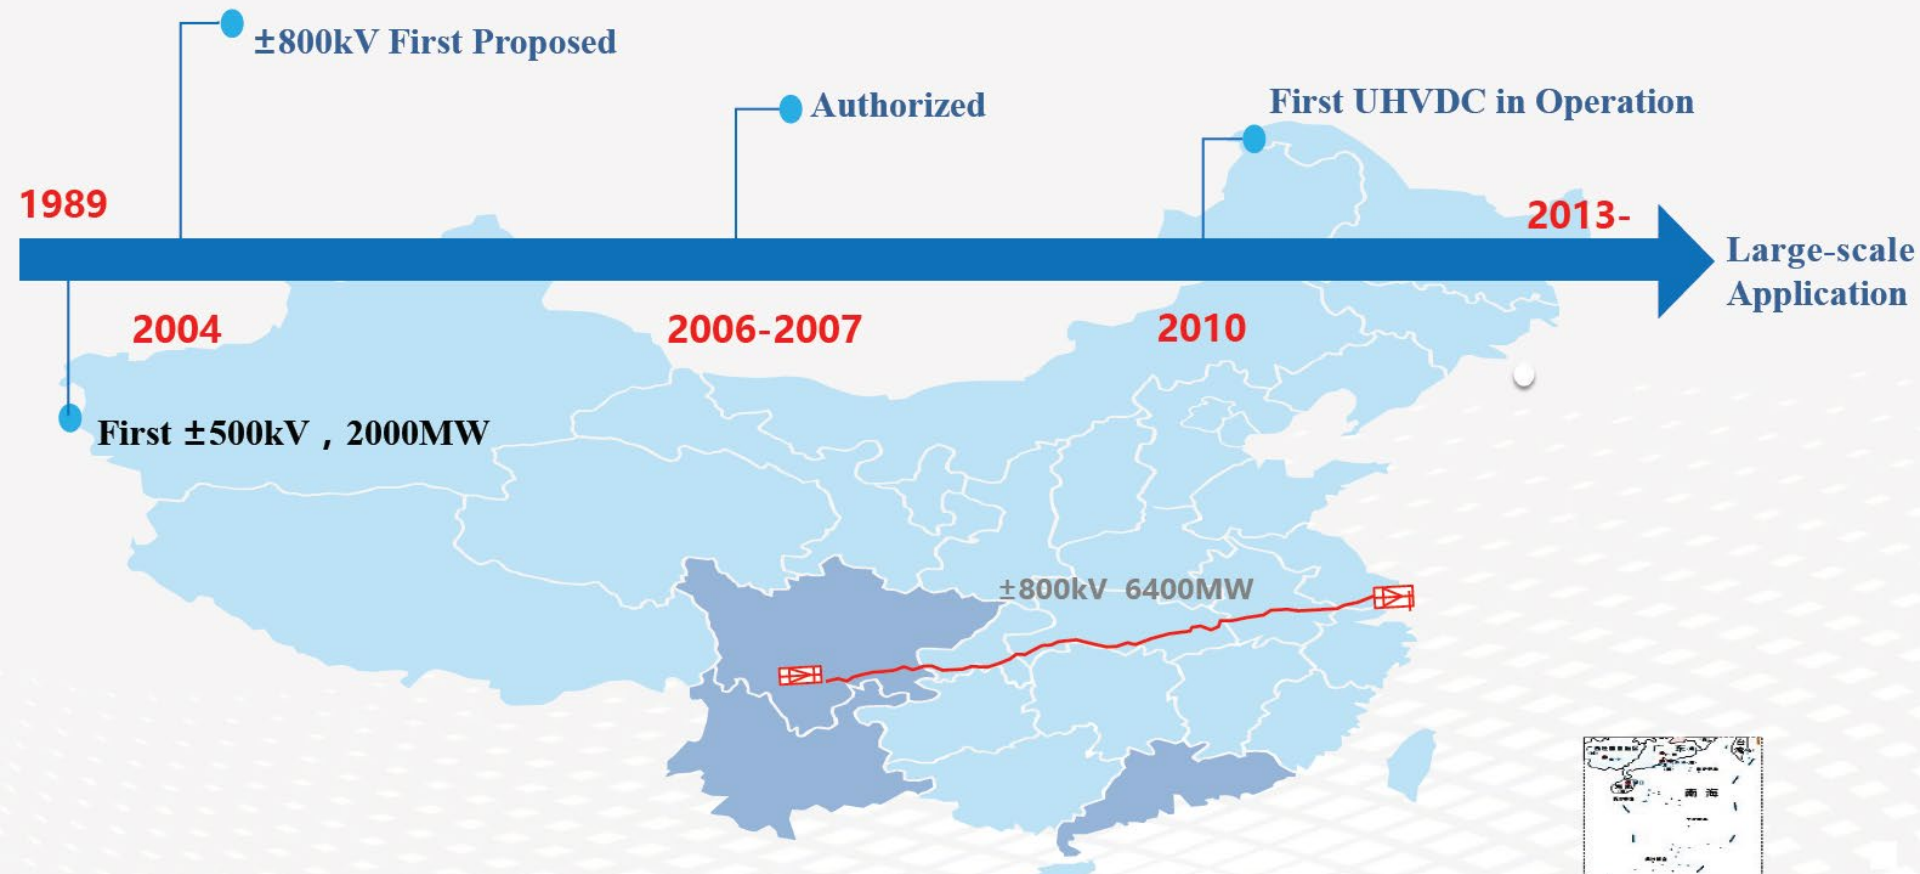 ±800kV First Proposed
Authorized
First UHVDC in Operation
1989
2013-
Large-scale
Application
2004
2006-2007
2010
First ±500kV , 2000MW
±800kV 6400MW
南 海